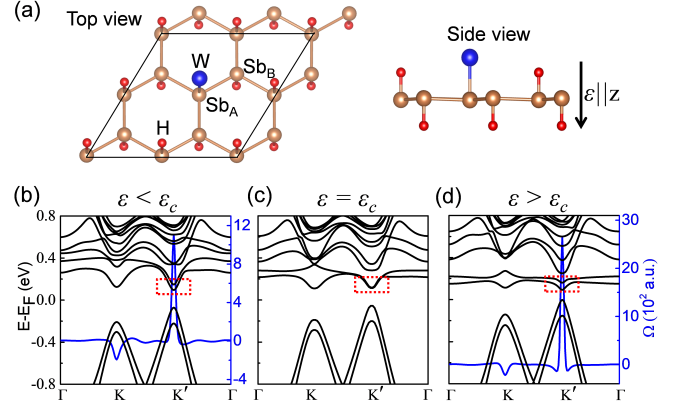 (a)
Top view
Side view
W
Sb_B
Sb_A
H
ε||z
(b)
ε < ε_c
(c)
ε = ε_c
(d)
ε > ε_c
E-E_F (eV)
0.8
0.4
0.0
-0.4
-0.8
12
8
6
0
-4
30
20
10
0
Ω (10² a.u.)
Γ K K′ Γ
Γ K K′ Γ
Γ K K′ Γ